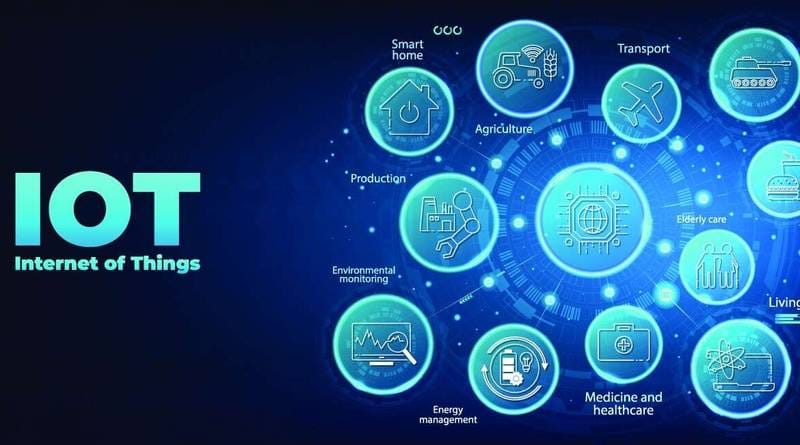 IOT
Internet of Things
Smart
home
Agriculture
Transport
Production
Elderly care
Environmental
monitoring
Living
Energy
management
Medicine and
healthcare